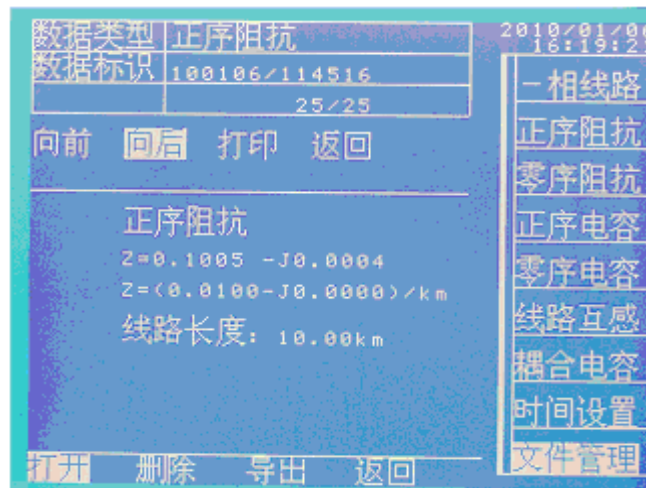 数据类型 正序阻抗
数据标识 100106/114516
25/25
向前 向后 打印 返回
正序阻抗
Z=0.1005 -J0.0004
Z=(0.0100-J0.0000)/km
线路长度: 10.00km
打开 删除 导出 返回
2010/01/0
16:19:2
一相线路
正序阻抗
零序阻抗
正序电容
零序电容
线路互感
耦合电容
时间设置
文件管理